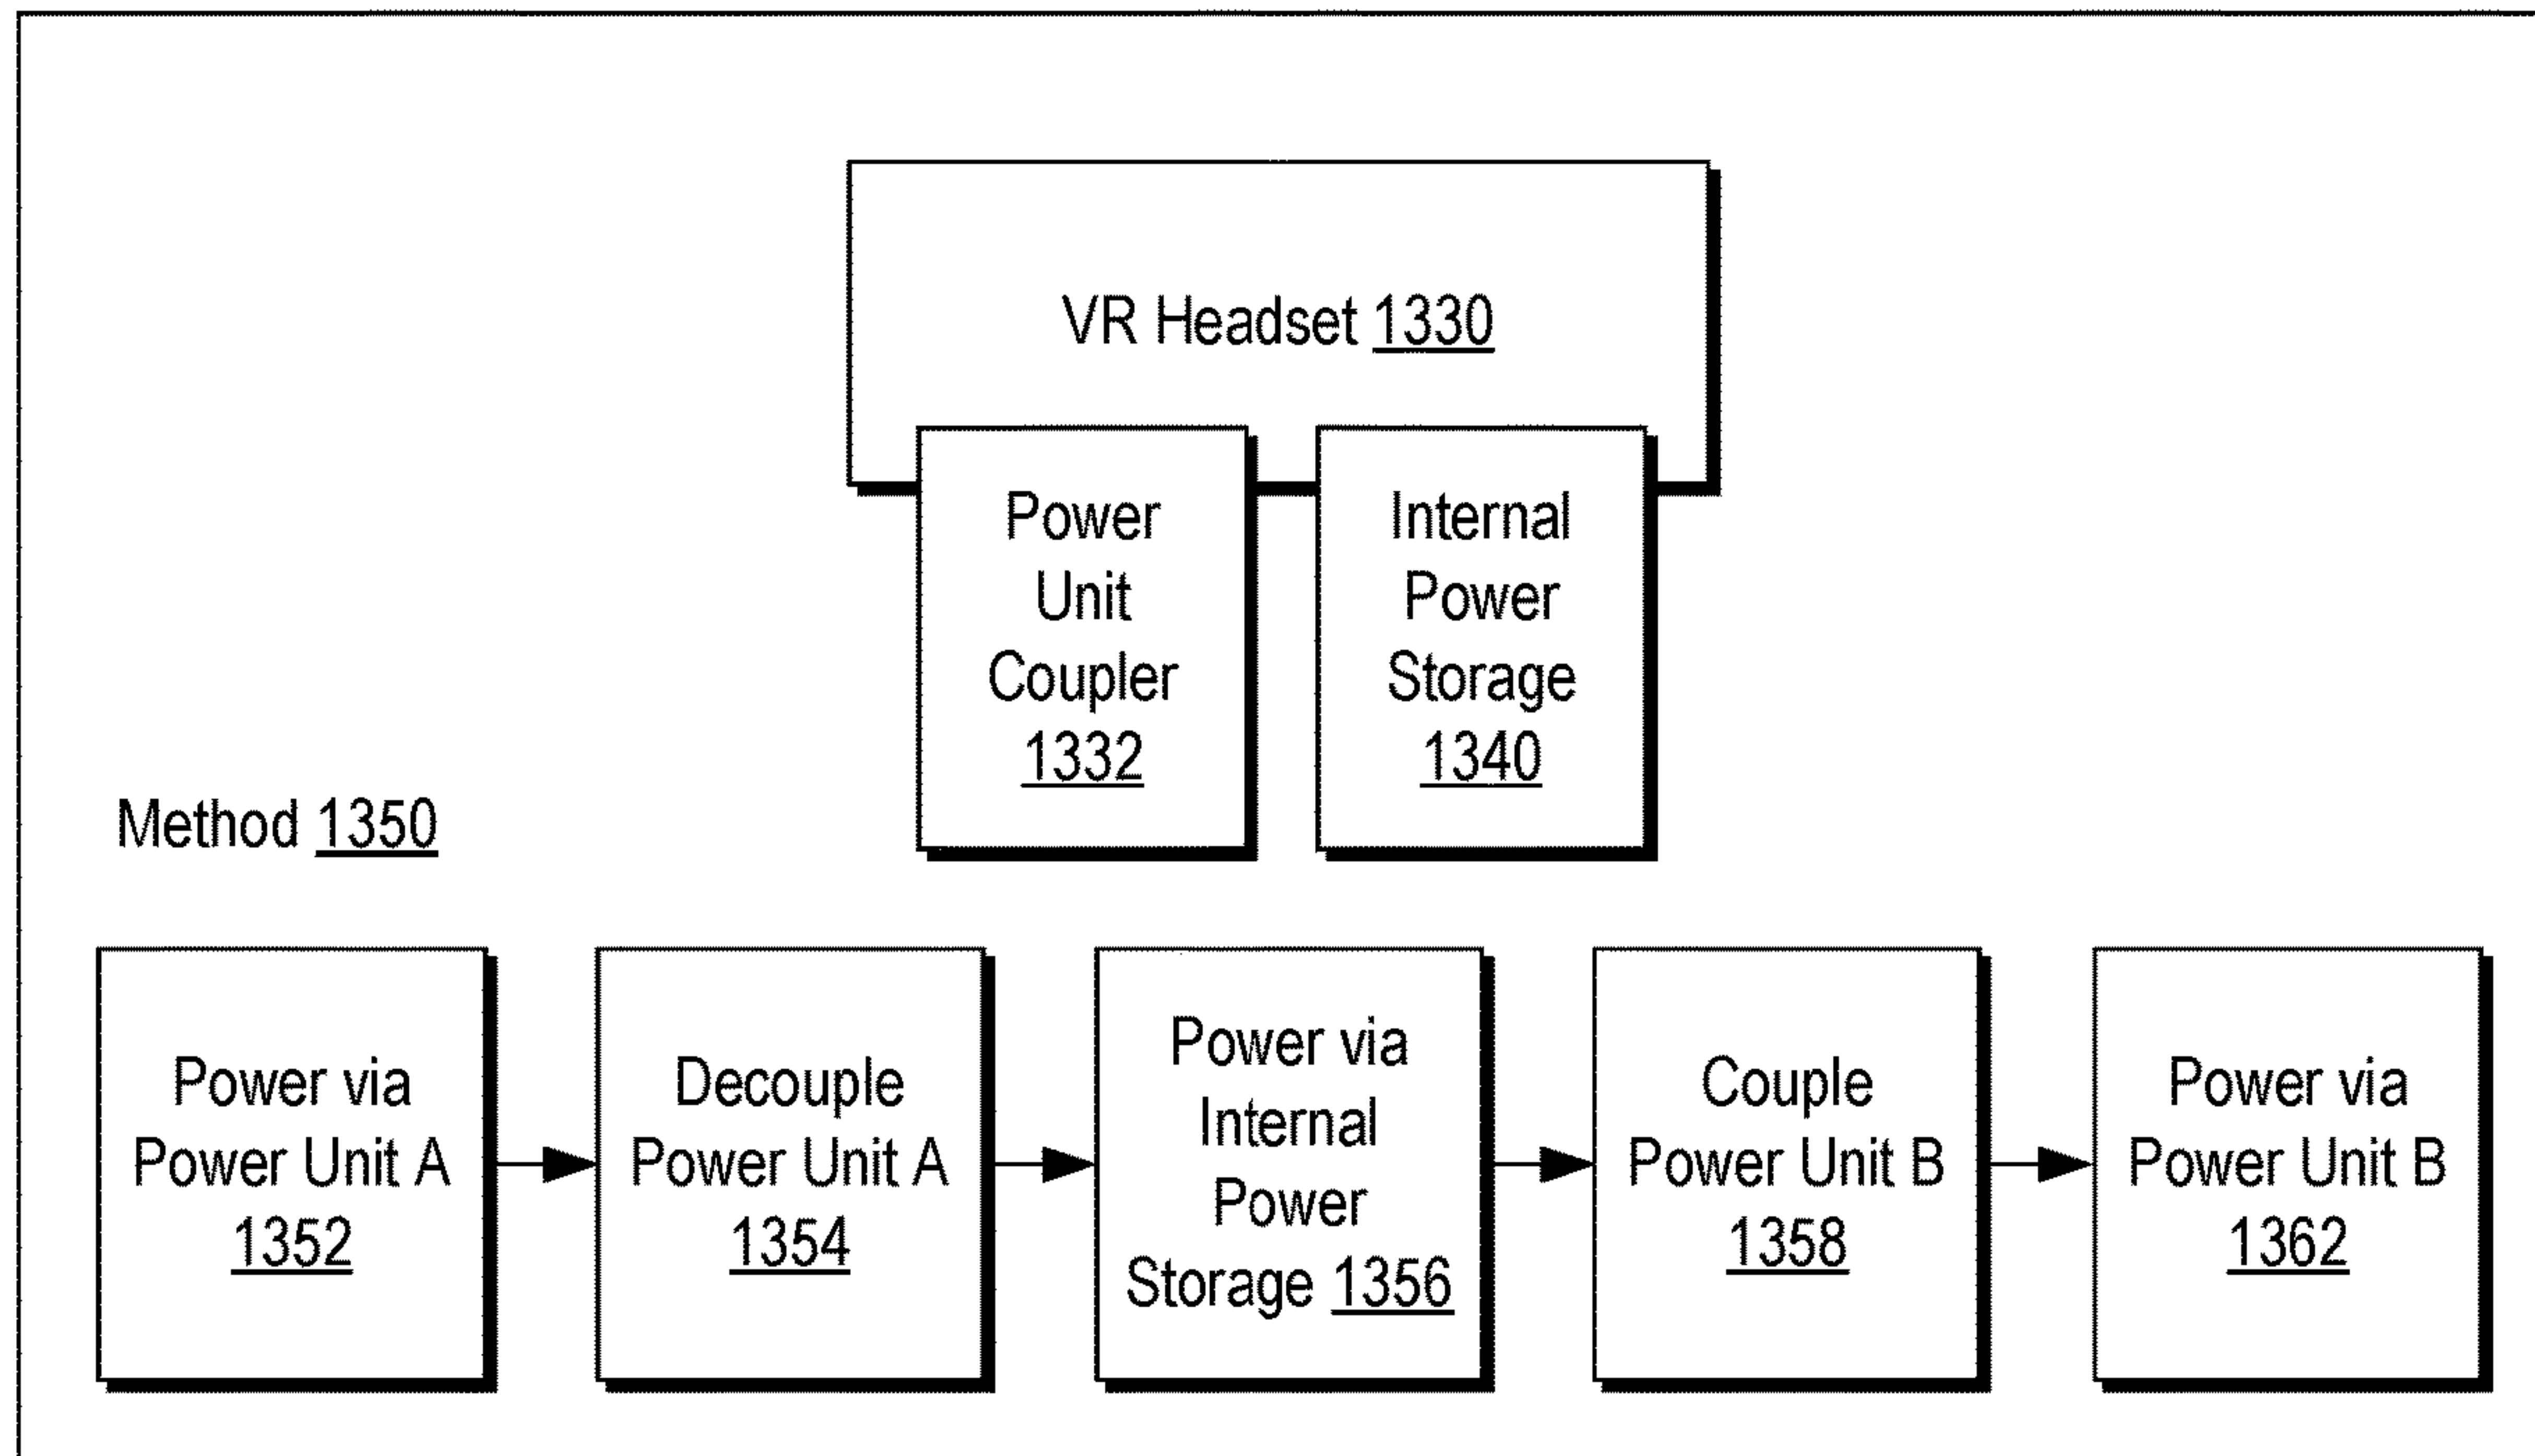 VR Headset 1330
Power
Unit
Coupler
1332
Internal
Power
Storage
1340
Method 1350
Power via
Power Unit A
1352
Decouple
Power Unit A
1354
Power via
Internal
Power
Storage 1356
Couple
Power Unit B
1358
Power via
Power Unit B
1362